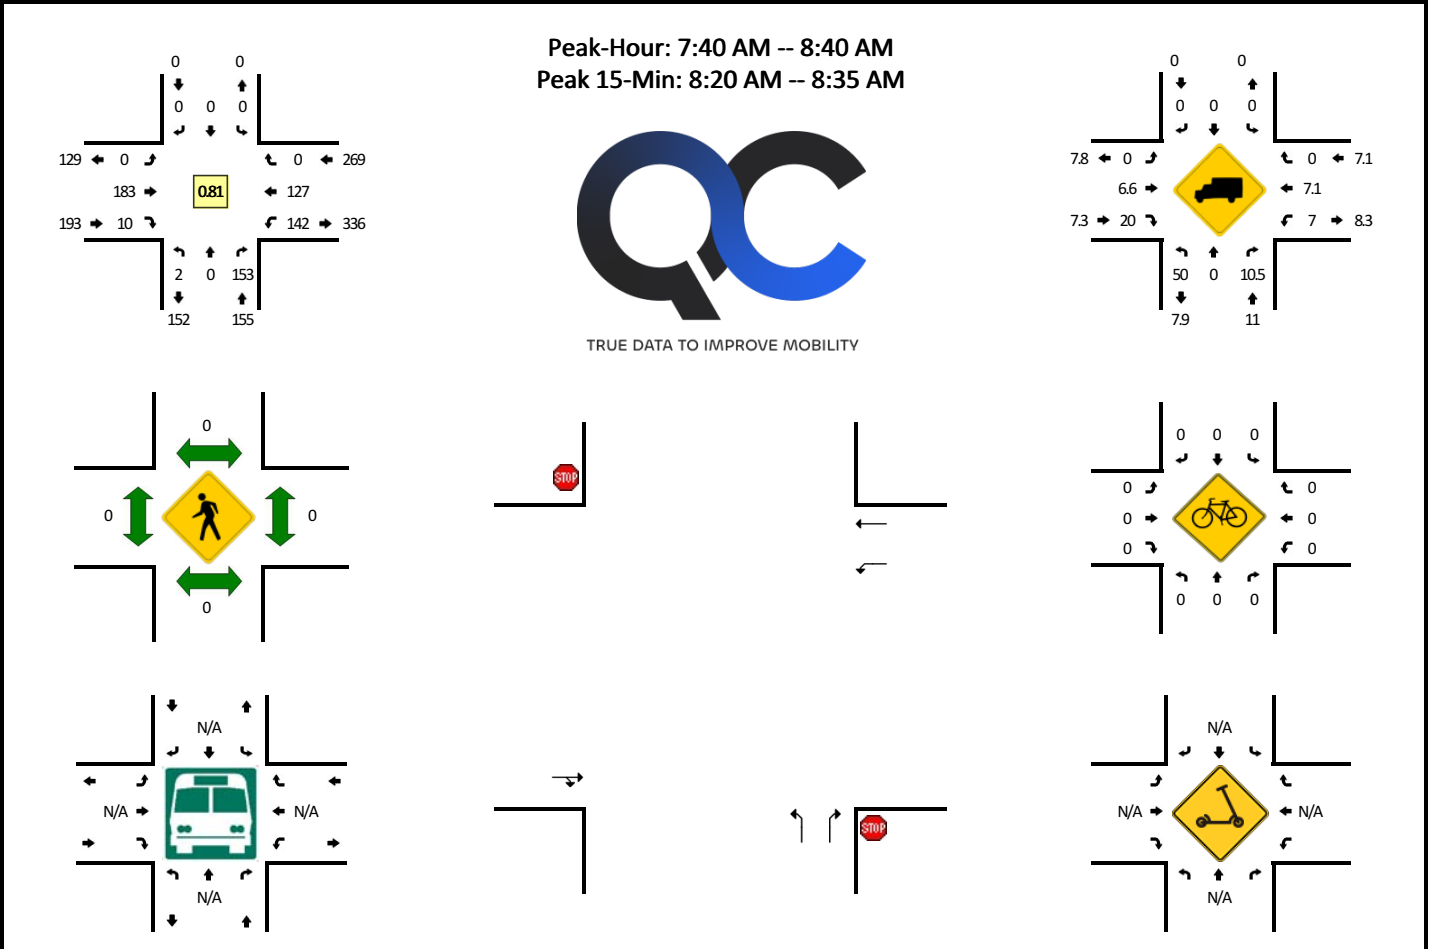 Peak-Hour: 7:40 AM -- 8:40 AM
Peak 15-Min: 8:20 AM -- 8:35 AM
0 0
0 0 0
129 0 0 269
183 0.81 127
193 10 142 336
2 0 153
152 155
TRUE DATA TO IMPROVE MOBILITY
0 0
0 0 0
7.8 0 0 7.1
6.6 7.1
7.3 20 7 8.3
50 0 10.5
7.9 11
0
0 0
0
STOP
STOP
0 0 0
0 0
0 0
0 0
0 0 0
N/A
N/A N/A
N/A
N/A
N/A N/A
N/A